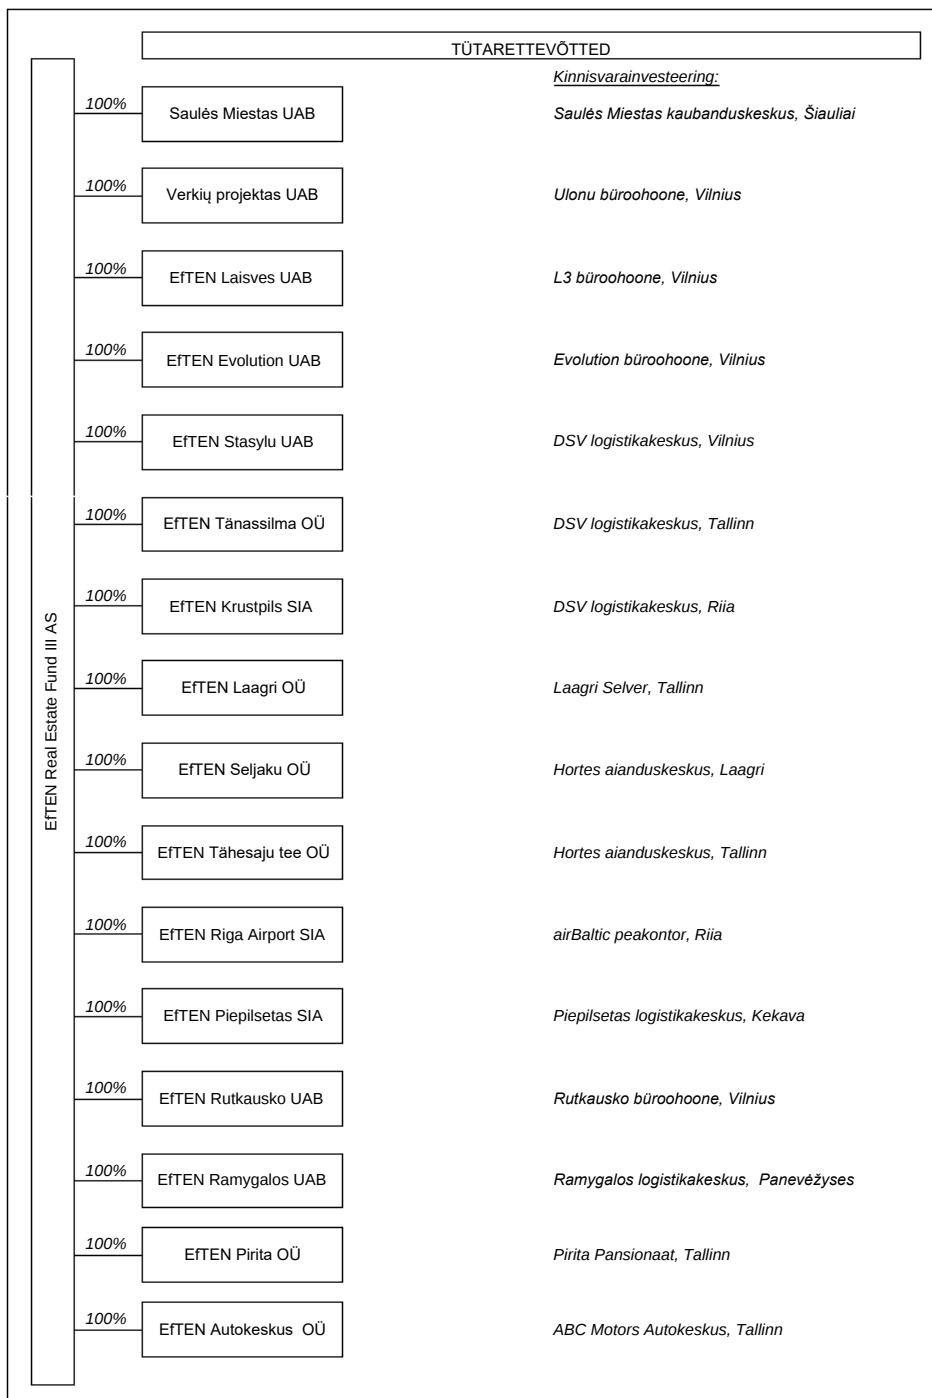 TÜTARETTEVÕTTED
Kinnisvarainvesteering:
EfTEN Real Estate Fund III AS
100% Saulės Miestas UAB Saulės Miestas kaubanduskeskus, Šiauliai
100% Verkių projektas UAB Ulonu büroohoone, Vilnius
100% EfTEN Laisves UAB L3 büroohoone, Vilnius
100% EfTEN Evolution UAB Evolution büroohoone, Vilnius
100% EfTEN Stasylu UAB DSV logistikakeskus, Vilnius
100% EfTEN Tänassilma OÜ DSV logistikakeskus, Tallinn
100% EfTEN Krustpils SIA DSV logistikakeskus, Riia
100% EfTEN Laagri OÜ Laagri Selver, Tallinn
100% EfTEN Seljaku OÜ Hortes aianduskeskus, Laagri
100% EfTEN Tähesaju tee OÜ Hortes aianduskeskus, Tallinn
100% EfTEN Riga Airport SIA airBaltic peakontor, Riia
100% EfTEN Piepilsetas SIA Piepilsetas logistikakeskus, Kekava
100% EfTEN Rutkausko UAB Rutkausko büroohoone, Vilnius
100% EfTEN Ramygalos UAB Ramygalos logistikakeskus, Panevėžyses
100% EfTEN Pirita OÜ Pirita Pansionaat, Tallinn
100% EfTEN Autokeskus OÜ ABC Motors Autokeskus, Tallinn